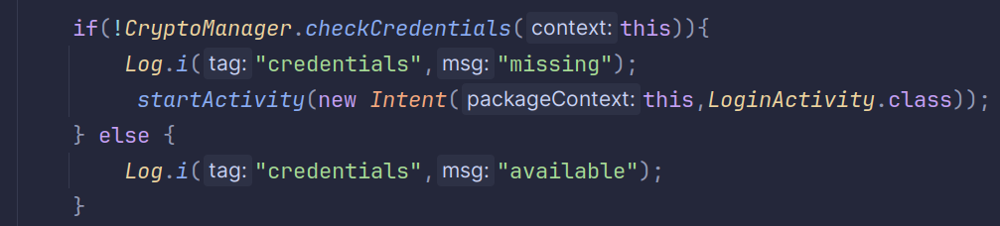 if(!CryptoManager.checkCredentials( context: this)){
Log.i( tag: "credentials", msg: "missing");
startActivity(new Intent( packageContext: this,LoginActivity.class));
} else {
Log.i( tag: "credentials", msg: "available");
}